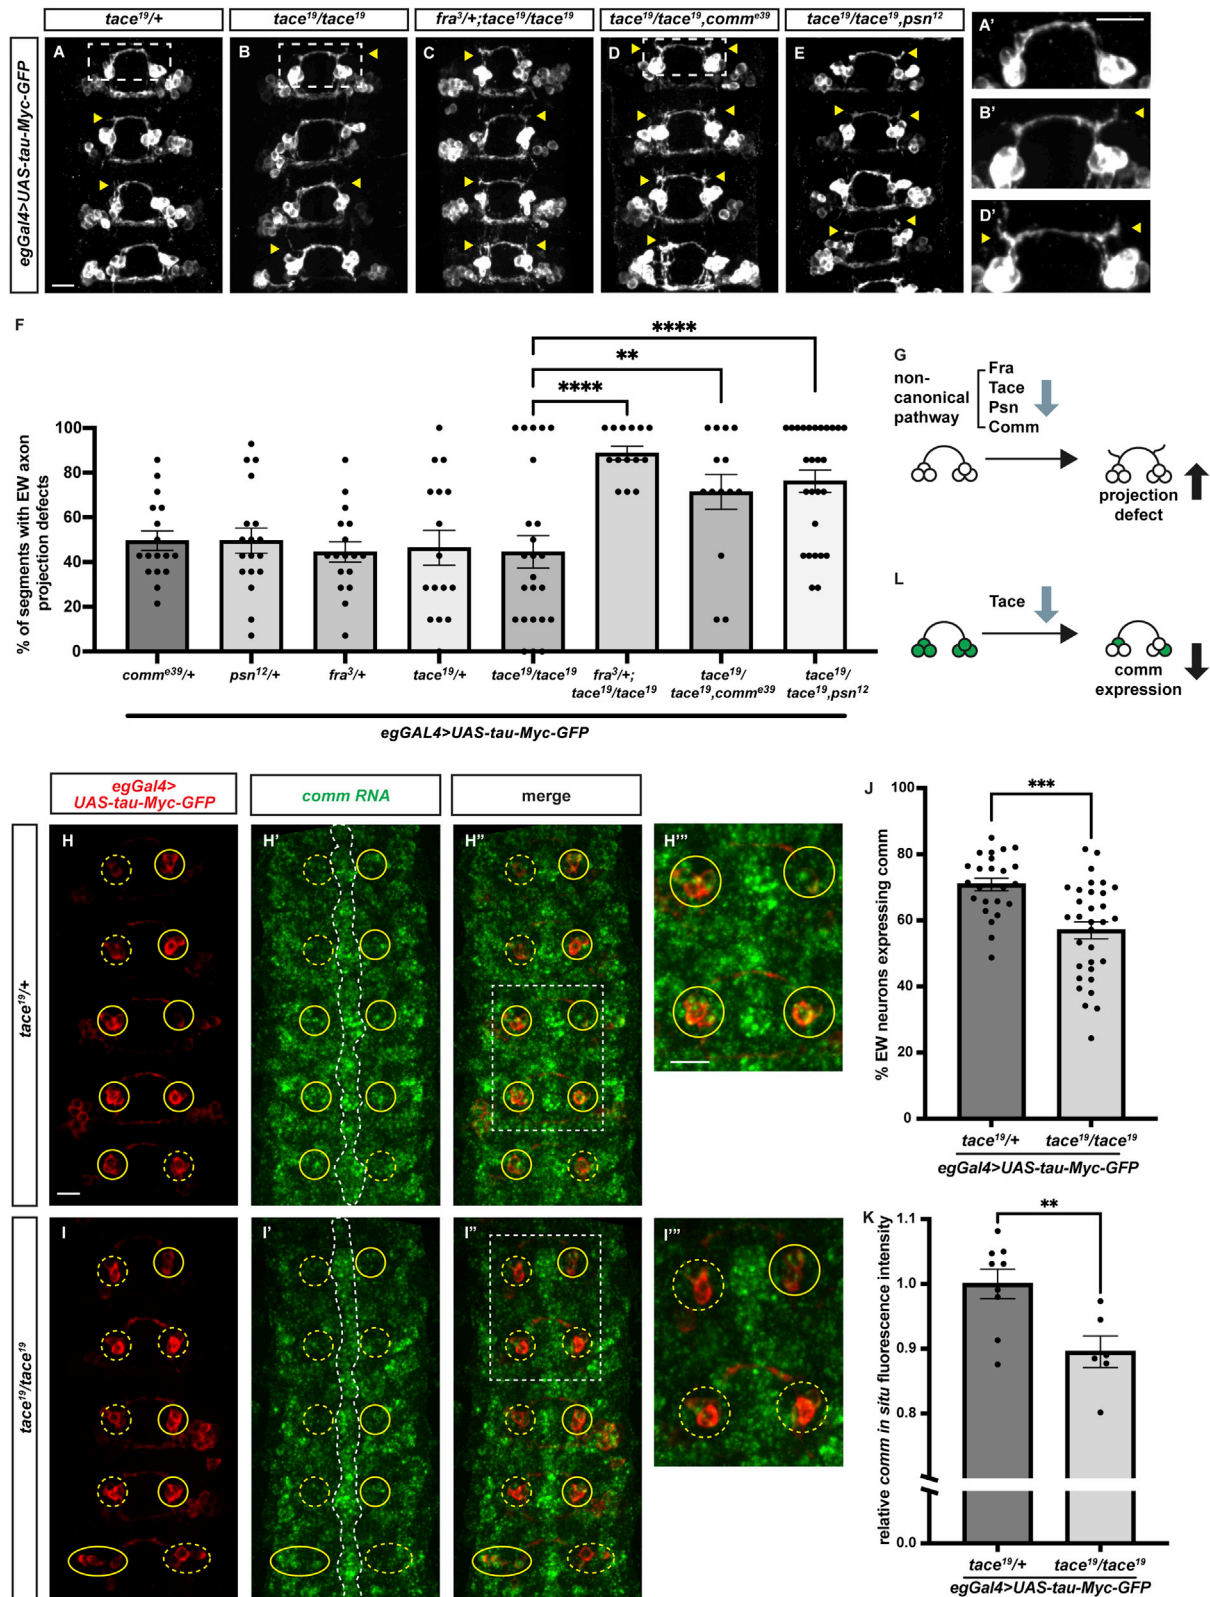 tace19/+
tace19/tace19
fra3/+;tace19/tace19
tace19/tace19,comme39
tace19/tace19,psn12
egGal4>UAS-tau-Myc-GFP
A
B
C
D
E
A'
B'
D'
F
% of segments with EW axon
projection defects
100
80
60
40
20
0
****
**
****
comme39/+
psn12/+
fra3/+
tace19/+
tace19/tace19
fra3/+;
tace19/tace19
tace19/
tace19,comme39
tace19/
tace19,psn12
egGAL4>UAS-tau-Myc-GFP
G
non-
canonical
pathway
Fra
Tace
Psn
Comm
projection
defect
L
Tace
comm
expression
egGal4>
UAS-tau-Myc-GFP
comm RNA
merge
tace19/+
H
H'
H"
H'"
tace19/tace19
I
I'
I"
I'"
J
% EW neurons expressing comm
100
80
60
40
20
0
***
tace19/+
tace19/tace19
egGal4>UAS-tau-Myc-GFP
K
relative comm in situ fluorescence intensity
1.1
1.0
0.9
0.8
0.0
**
tace19/+
tace19/tace19
egGal4>UAS-tau-Myc-GFP